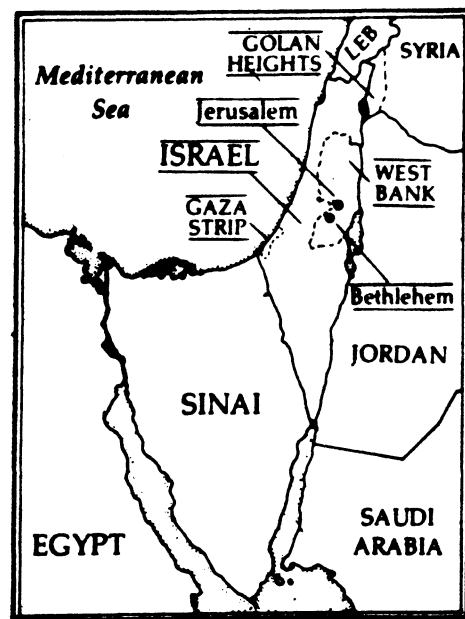 GOLAN
HEIGHTS
LEB
SYRIA
Mediterranean
Sea
Jerusalem
ISRAEL
WEST
BANK
GAZA
STRIP
Bethlehem
JORDAN
SINAI
EGYPT
SAUDI
ARABIA